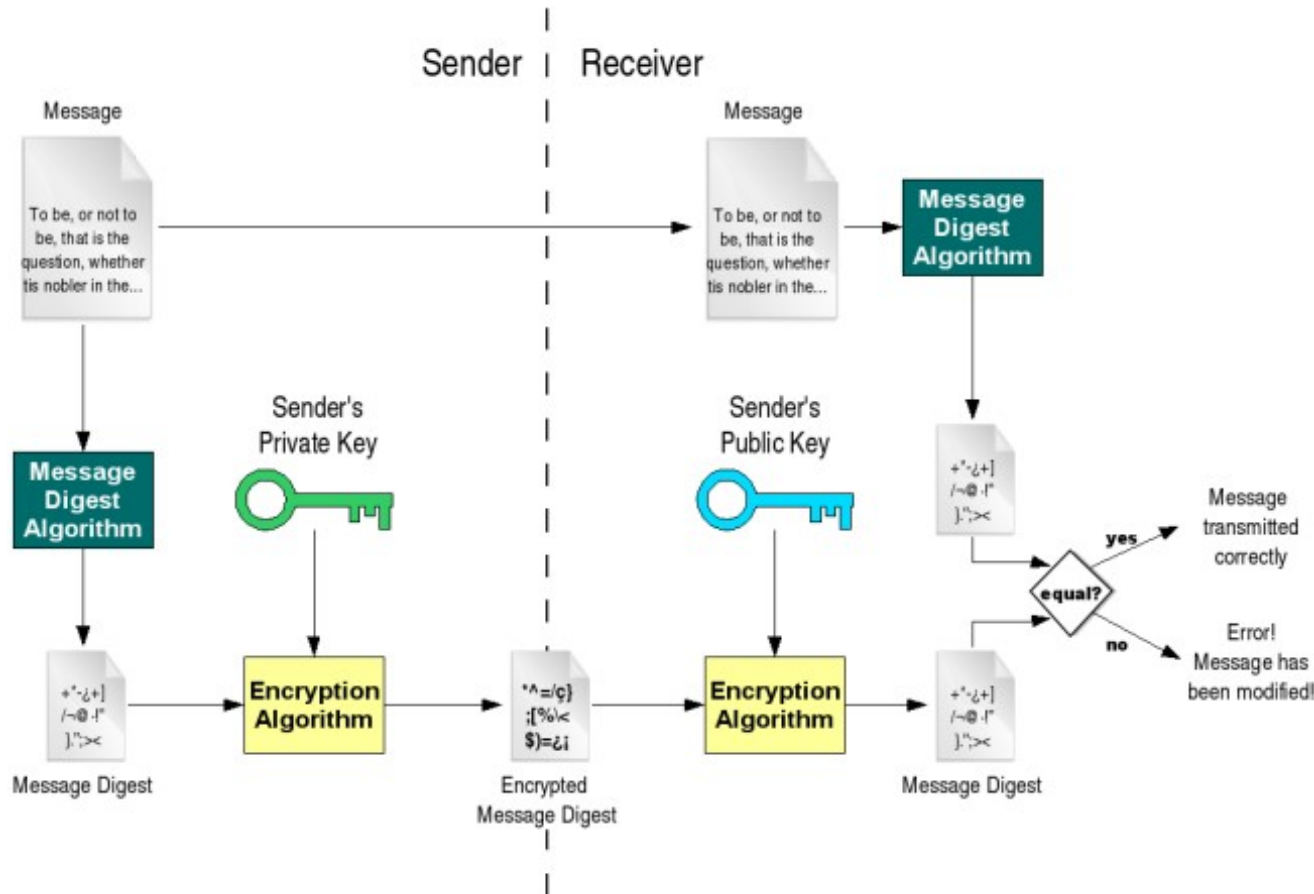 Sender
Receiver
Message
To be, or not to
be, that is the
question, whether
tis nobler in the...
Message
To be, or not to
be, that is the
question, whether
tis nobler in the...
Message
Digest
Algorithm
Message
Digest
Algorithm
Sender's
Private Key
Sender's
Public Key
+*-¿+]
/¬@ -!"
}.";><
equal?
yes
no
Message
transmitted
correctly
Error!
Message has
been modified!
+*-¿+]
/¬@ -!"
}.";><
Message Digest
Encryption
Algorithm
*^=/ç}
;[%\<
$)=¿¡
Encrypted
Message Digest
Encryption
Algorithm
+*-¿+]
/¬@ -!"
}.";><
Message Digest